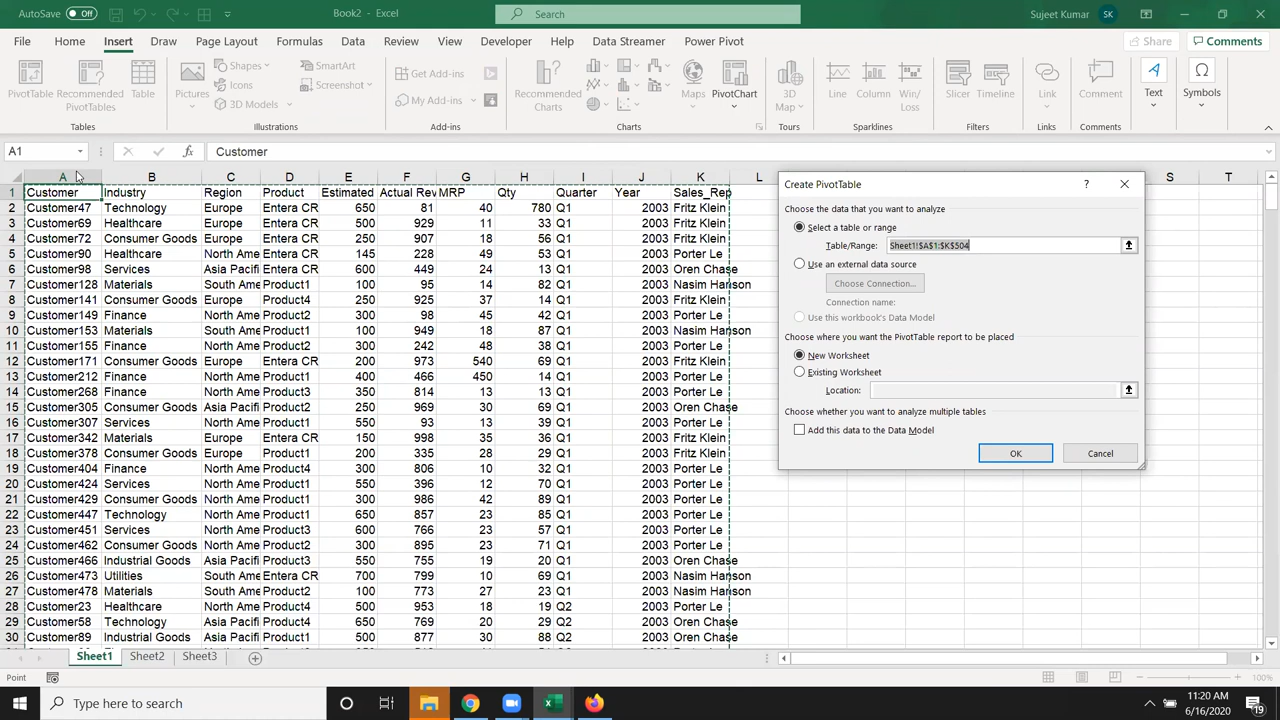 AutoSave Off Book2 - Excel Search Sujeet Kumar SK
File Home Insert Draw Page Layout Formulas Data Review View Developer Help Data Streamer Power Pivot Share Comments
PivotTable Recommended PivotTables Table Pictures Shapes Icons 3D Models SmartArt Screenshot Get Add-ins My Add-ins Recommended Charts Maps PivotChart 3D Map Line Column Win/Loss Slicer Timeline Link Comment Text Symbols
Tables Illustrations Add-ins Charts Tours Sparklines Filters Links Comments
A1 fx Customer
A B C D E F G H I J K L S T
1 Customer Industry Region Product Estimated Actual Rev MRP Qty Quarter Year Sales_Rep
2 Customer47 Technology Europe Entera CR 650 81 40 780 Q1 2003 Fritz Klein
3 Customer69 Healthcare Europe Entera CR 500 929 11 33 Q1 2003 Fritz Klein
4 Customer72 Consumer Goods Europe Entera CR 250 907 18 56 Q1 2003 Fritz Klein
5 Customer90 Healthcare Europe Entera CR 145 228 49 53 Q1 2003 Fritz Klein
6 Customer98 Services Asia Pacifi Entera CR 600 449 24 13 Q1 2003 Oren Chase
7 Customer128 Materials South Ame Product1 100 95 14 82 Q1 2003 Nasim Hanson
8 Customer141 Consumer Goods Europe Product4 250 925 37 14 Q1 2003 Fritz Klein
9 Customer149 Finance North Ame Product2 300 98 45 42 Q1 2003 Porter Le
10 Customer153 Materials South Ame Product1 100 949 18 87 Q1 2003 Nasim Hanson
11 Customer155 Finance North Ame Product2 300 242 48 38 Q1 2003 Porter Le
12 Customer171 Consumer Goods Europe Entera CR 200 973 540 69 Q1 2003 Fritz Klein
13 Customer212 Finance North Ame Product1 400 466 450 14 Q1 2003 Porter Le
14 Customer268 Finance North Ame Product3 350 814 13 13 Q1 2003 Porter Le
15 Customer305 Consumer Goods Asia Pacifi Entera CR 250 969 30 69 Q1 2003 Oren Chase
16 Customer307 Services North Ame Product1 550 93 13 39 Q1 2003 Porter Le
17 Customer342 Materials Europe Entera CR 150 998 35 36 Q1 2003 Fritz Klein
18 Customer378 Consumer Goods Europe Product1 200 335 28 29 Q1 2003 Fritz Klein
19 Customer404 Finance North Ame Product4 300 806 10 32 Q1 2003 Porter Le
20 Customer424 Services North Ame Product1 550 396 12 70 Q1 2003 Porter Le
21 Customer429 Consumer Goods North Ame Product1 300 986 42 89 Q1 2003 Porter Le
22 Customer447 Technology North Ame Product1 650 857 23 85 Q1 2003 Porter Le
23 Customer451 Services North Ame Product3 600 766 23 57 Q1 2003 Porter Le
24 Customer462 Consumer Goods North Ame Product2 300 895 23 71 Q1 2003 Porter Le
25 Customer466 Industrial Goods Asia Pacifi Product3 550 755 19 20 Q1 2003 Oren Chase
26 Customer473 Utilities South Ame Entera CR 700 799 10 69 Q1 2003 Nasim Hanson
27 Customer478 Materials South Ame Product2 100 773 27 23 Q1 2003 Nasim Hanson
28 Customer23 Healthcare North Ame Product4 500 953 18 19 Q2 2003 Porter Le
29 Customer58 Technology Asia Pacifi Product4 650 769 20 29 Q2 2003 Oren Chase
30 Customer89 Industrial Goods North Ame Product1 500 877 30 88 Q2 2003 Oren Chase
Create PivotTable ?
Choose the data that you want to analyze
Select a table or range
Table/Range: Sheet1!$A$1:$K$504
Use an external data source
Choose Connection...
Connection name:
Use this workbook's Data Model
Choose where you want the PivotTable report to be placed
New Worksheet
Existing Worksheet
Location:
Choose whether you want to analyze multiple tables
Add this data to the Data Model
OK Cancel
Sheet1 Sheet2 Sheet3
Point 100%
Type here to search
11:20 AM
6/16/2020